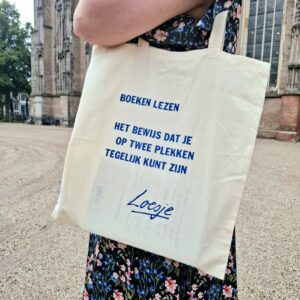 BOEKEN LEZEN
HET BEWIJS DAT JE
OP TWEE PLEKKEN
TEGELIJK KUNT ZIJN
Loesje